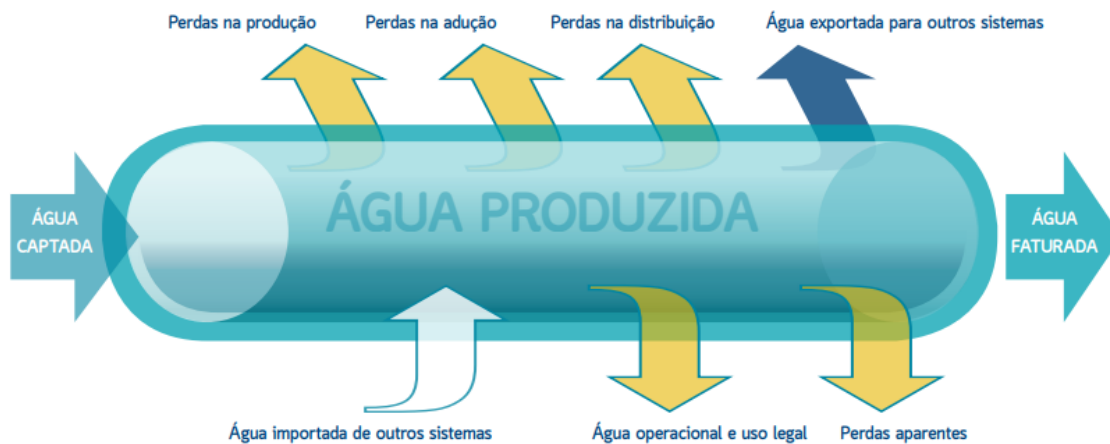 Perdas na produção
Perdas na adução
Perdas na distribuição
Água exportada para outros sistemas
ÁGUA
CAPTADA
ÁGUA PRODUZIDA
ÁGUA
FATURADA
Água importada de outros sistemas
Água operacional e uso legal
Perdas aparentes